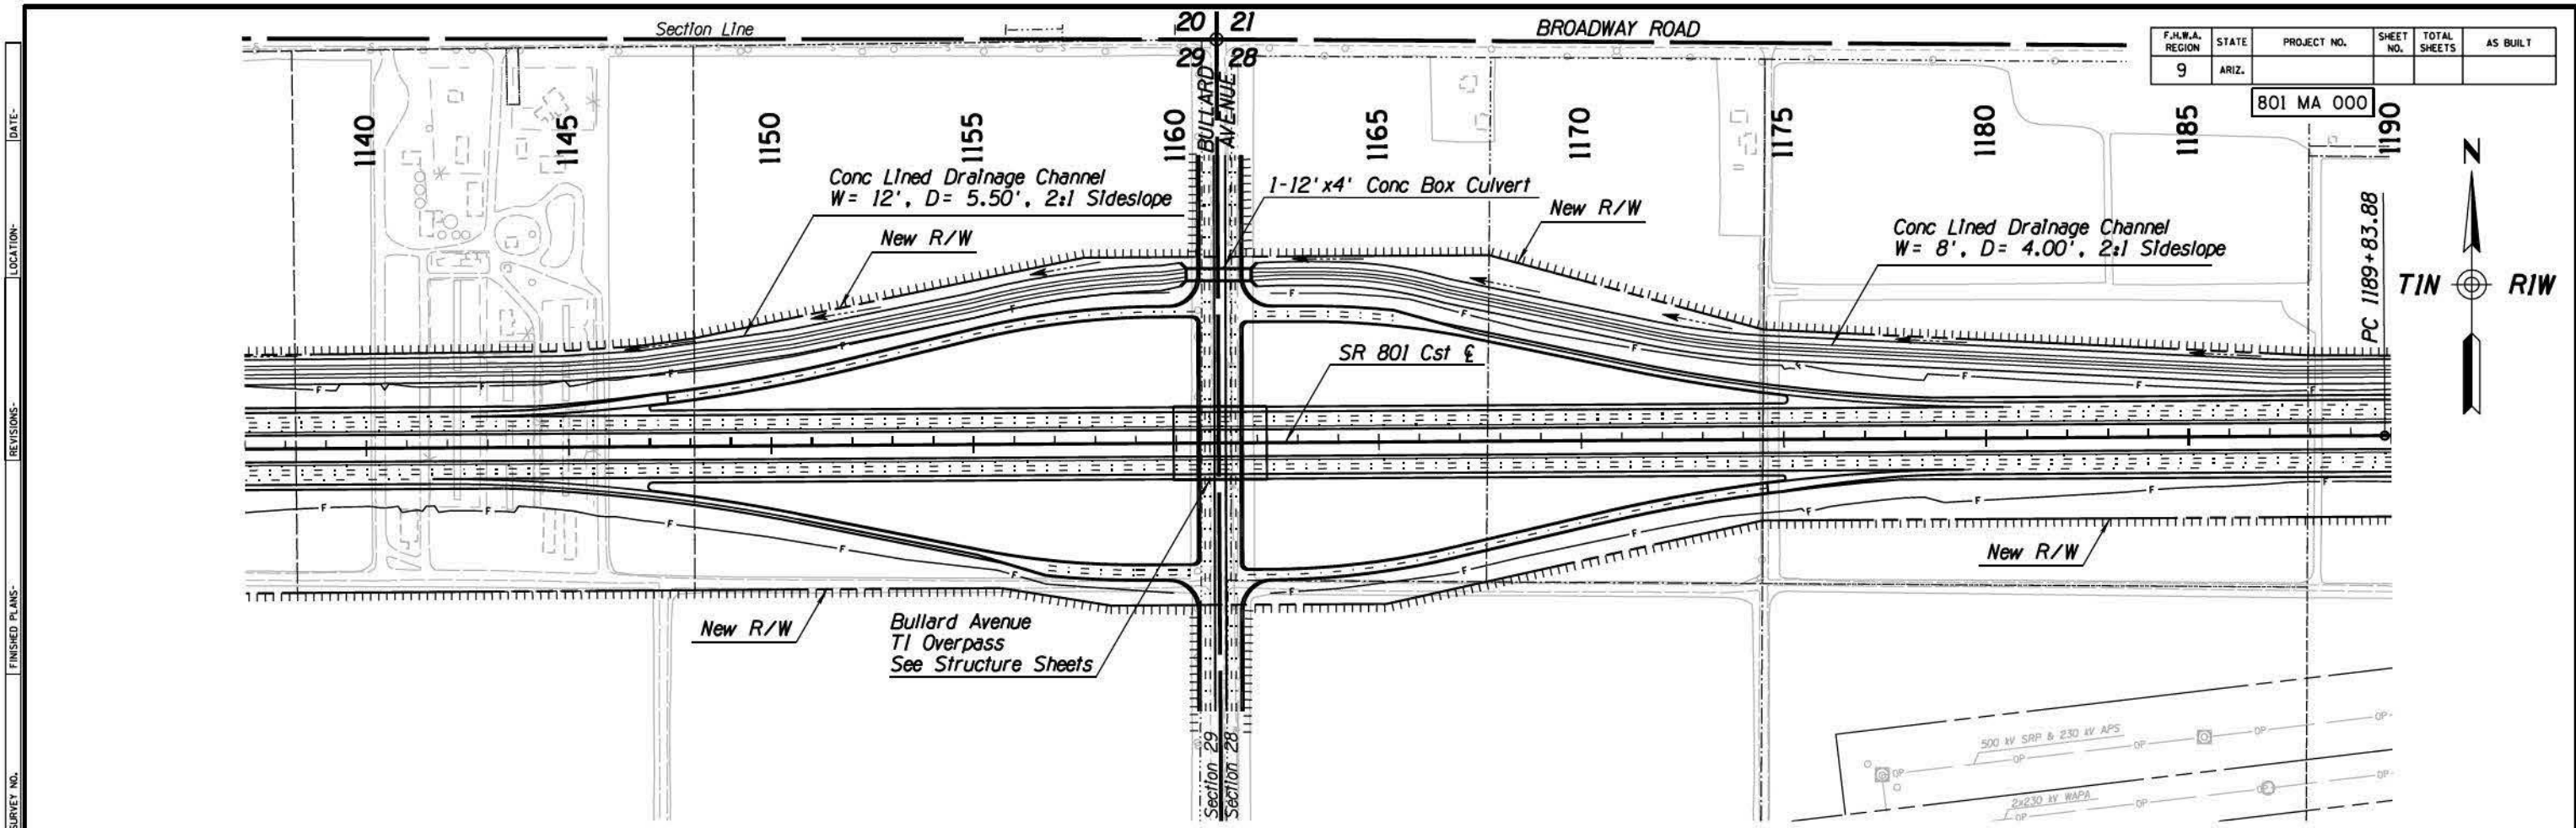 Section Line
20 21
29 28
BROADWAY ROAD
BULLARD
AVENUE
F.H.W.A. REGION
STATE
PROJECT NO.
SHEET NO.
TOTAL SHEETS
AS BUILT
9
ARIZ.
801 MA 000
1140
1145
1150
1155
1160
1165
1170
1175
1180
1185
1190
Conc Lined Drainage Channel
W= 12', D= 5.50', 2:1 Sideslope
New R/W
1-12'x4' Conc Box Culvert
New R/W
Conc Lined Drainage Channel
W= 8', D= 4.00', 2:1 Sideslope
PC 1189+83.88
N
T1N R1W
SR 801 Cst ℄
New R/W
Bullard Avenue
TI Overpass
See Structure Sheets
New R/W
Section 29
Section 28
500 kV SRP & 230 kV APS
2x230 kV WAPA
DATE-
LOCATION-
REVISIONS-
FINISHED PLANS-
SURVEY NO.